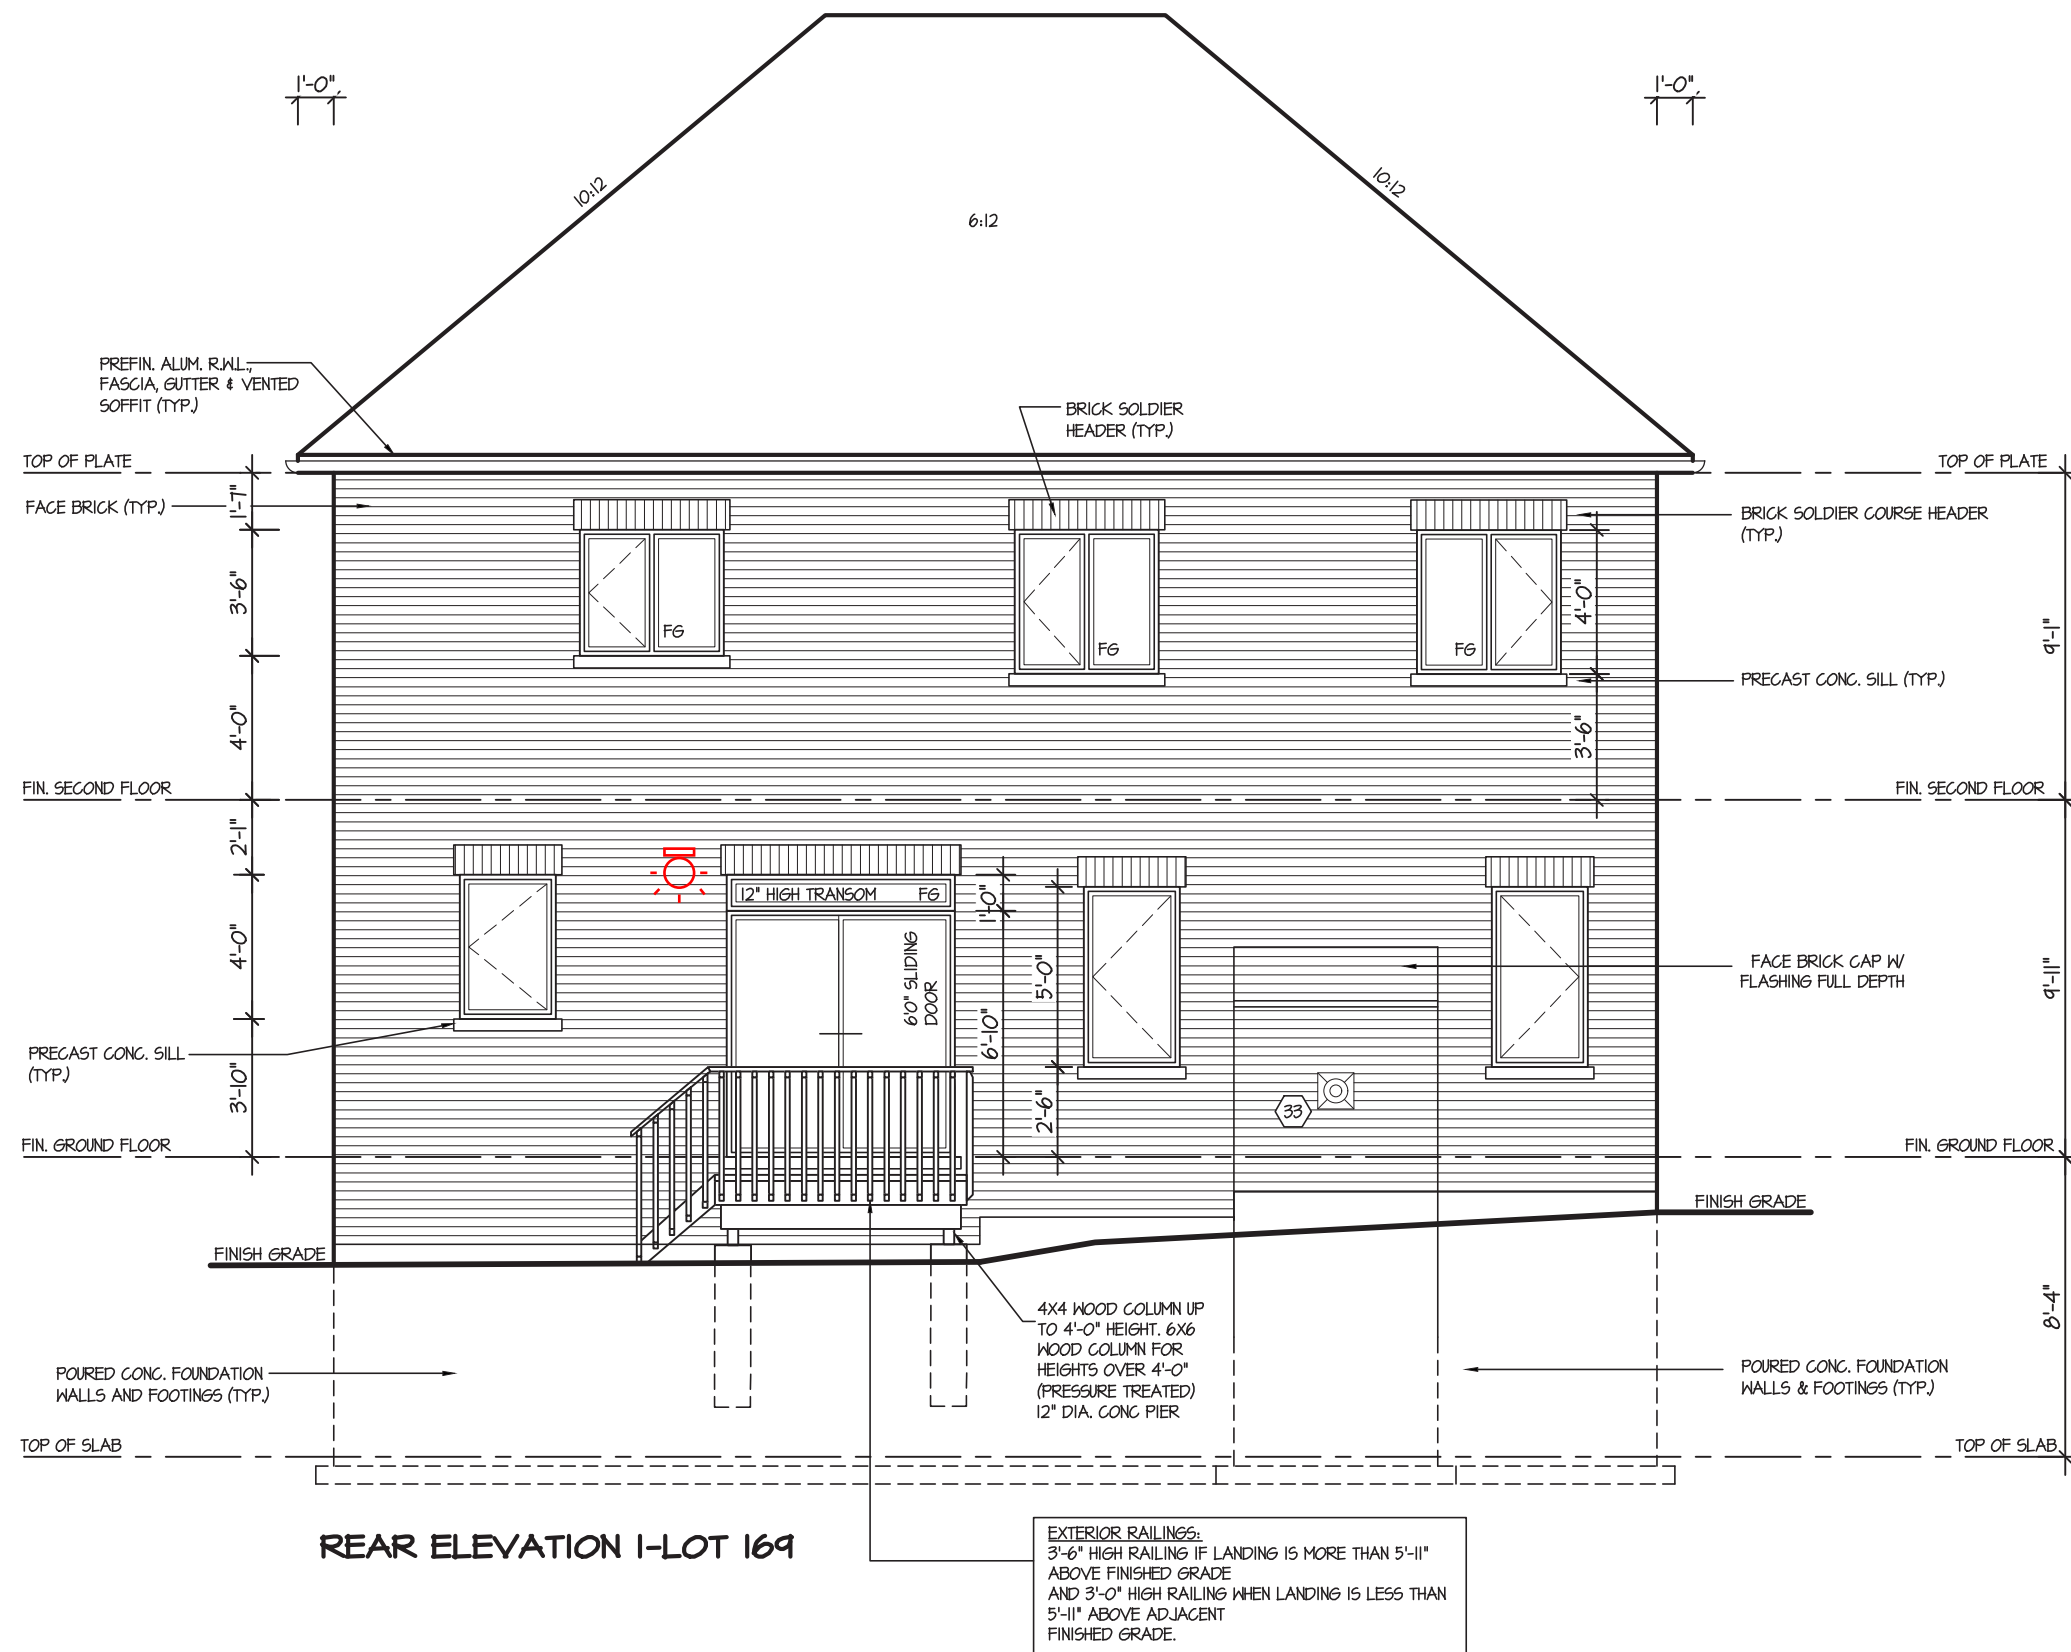 1'-0"
1'-0"
10:12
10:12
6:12
PREFIN. ALUM. R.W.L.,
FASCIA, GUTTER & VENTED
SOFFIT (TYP.)
BRICK SOLDIER
HEADER (TYP.)
TOP OF PLATE
TOP OF PLATE
1'-7"
FACE BRICK (TYP.)
BRICK SOLDIER COURSE HEADER
(TYP.)
3'-6"
4'-0"
FG
FG
FG
9'-1"
PRECAST CONC. SILL (TYP.)
4'-0"
3'-6"
FIN. SECOND FLOOR
FIN. SECOND FLOOR
2'-1"
12" HIGH TRANSOM
FG
1'-0"
4'-0"
6'0" SLIDING
DOOR
5'-0"
6'-10"
FACE BRICK CAP W/
FLASHING FULL DEPTH
9'-11"
PRECAST CONC. SILL
(TYP.)
3'-10"
2'-6"
33
FIN. GROUND FLOOR
FIN. GROUND FLOOR
FINISH GRADE
FINISH GRADE
4X4 WOOD COLUMN UP
TO 4'-0" HEIGHT. 6X6
WOOD COLUMN FOR
HEIGHTS OVER 4'-0"
(PRESSURE TREATED)
12" DIA. CONC PIER
8'-4"
POURED CONC. FOUNDATION
WALLS AND FOOTINGS (TYP.)
POURED CONC. FOUNDATION
WALLS & FOOTINGS (TYP.)
TOP OF SLAB
TOP OF SLAB
REAR ELEVATION 1-LOT 169
EXTERIOR RAILINGS:
3'-6" HIGH RAILING IF LANDING IS MORE THAN 5'-11"
ABOVE FINISHED GRADE
AND 3'-0" HIGH RAILING WHEN LANDING IS LESS THAN
5'-11" ABOVE ADJACENT
FINISHED GRADE.